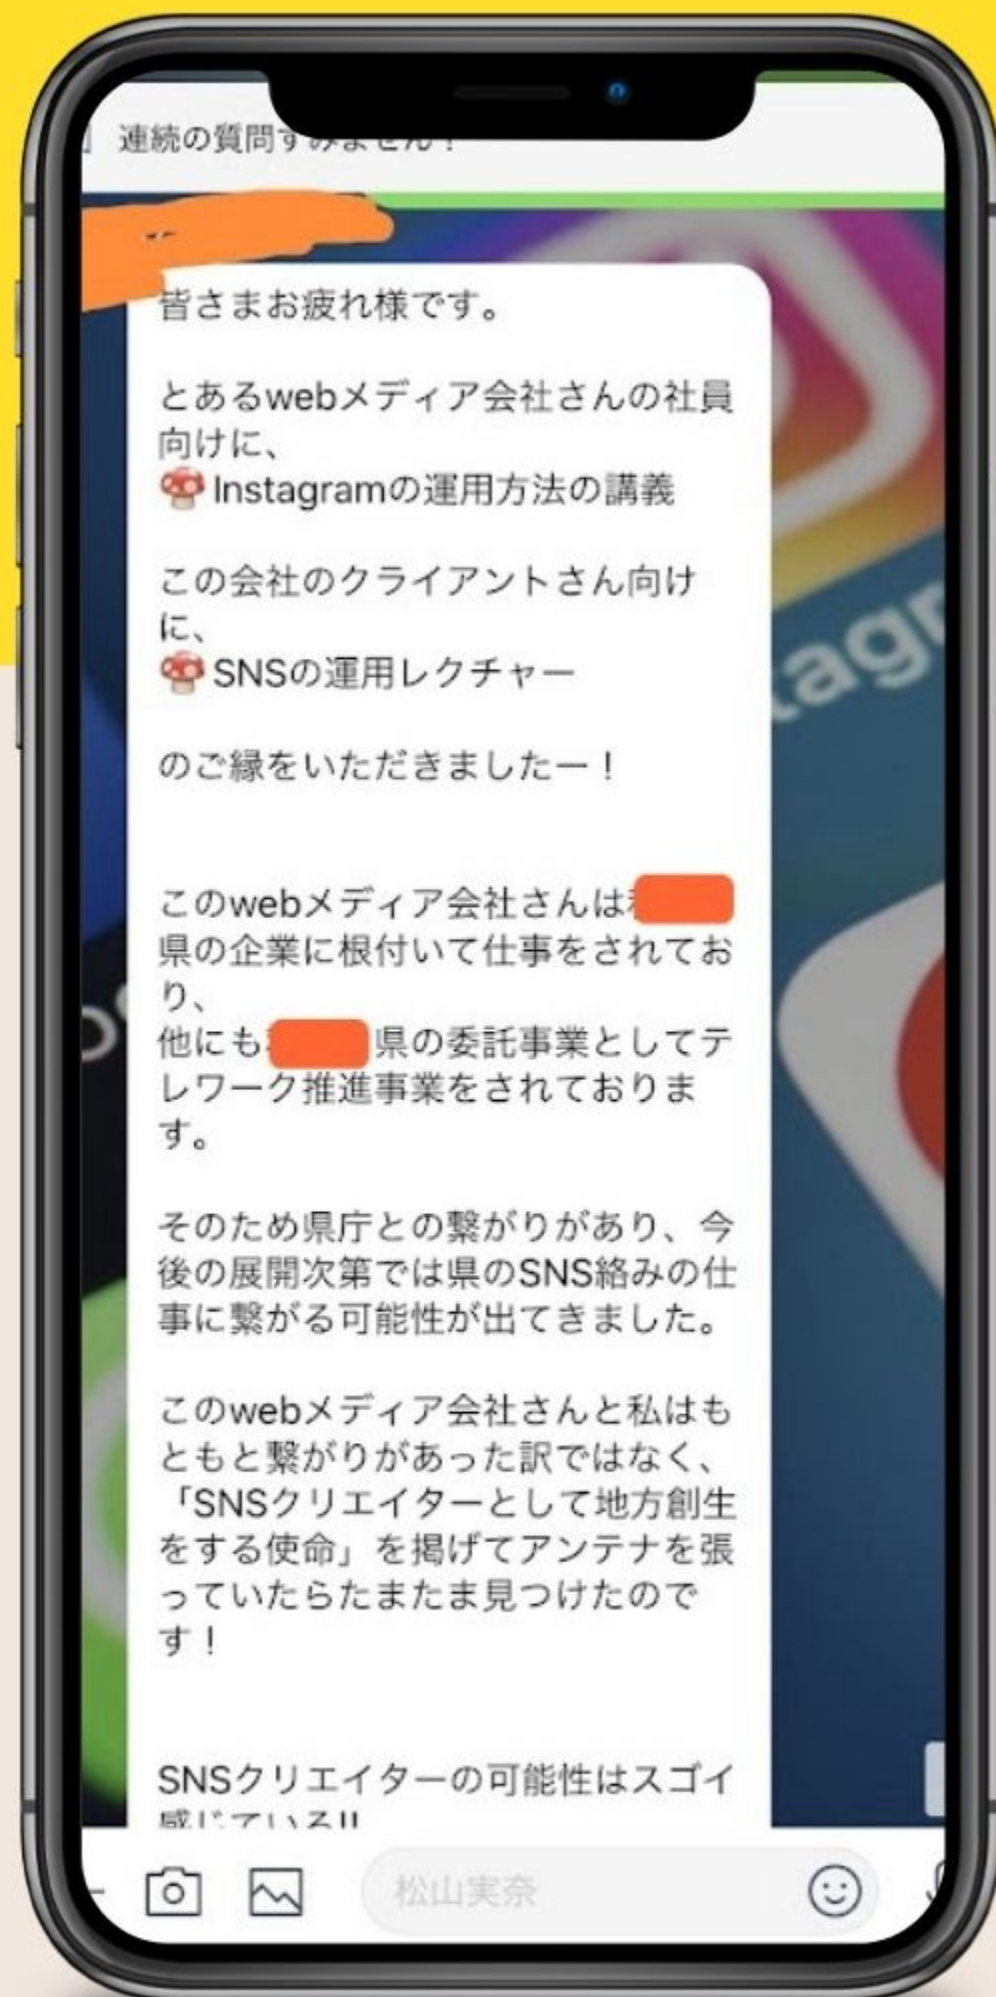 連続の質問すみません！
皆さまお疲れ様です。
とあるwebメディア会社さんの社員
向けに、
🍄Instagramの運用方法の講義
この会社のクライアントさん向け
に、
🍄SNSの運用レクチャー
のご縁をいただきましたー！
このwebメディア会社さんは
県の企業に根付いて仕事をされてお
り、
他にも 県の委託事業としてテ
レワーク推進事業をされておりま
す。
そのため県庁との繋がりがあり、今
後の展開次第では県のSNS絡みの仕
事に繋がる可能性が出てきました。
このwebメディア会社さんと私はも
ともと繋がりがあった訳ではなく、
「SNSクリエイターとして地方創生
をする使命」を掲げてアンテナを張
っていたらたまたま見つけたので
す！
SNSクリエイターの可能性はスゴイ
感じている!!
松山実奈
tagr